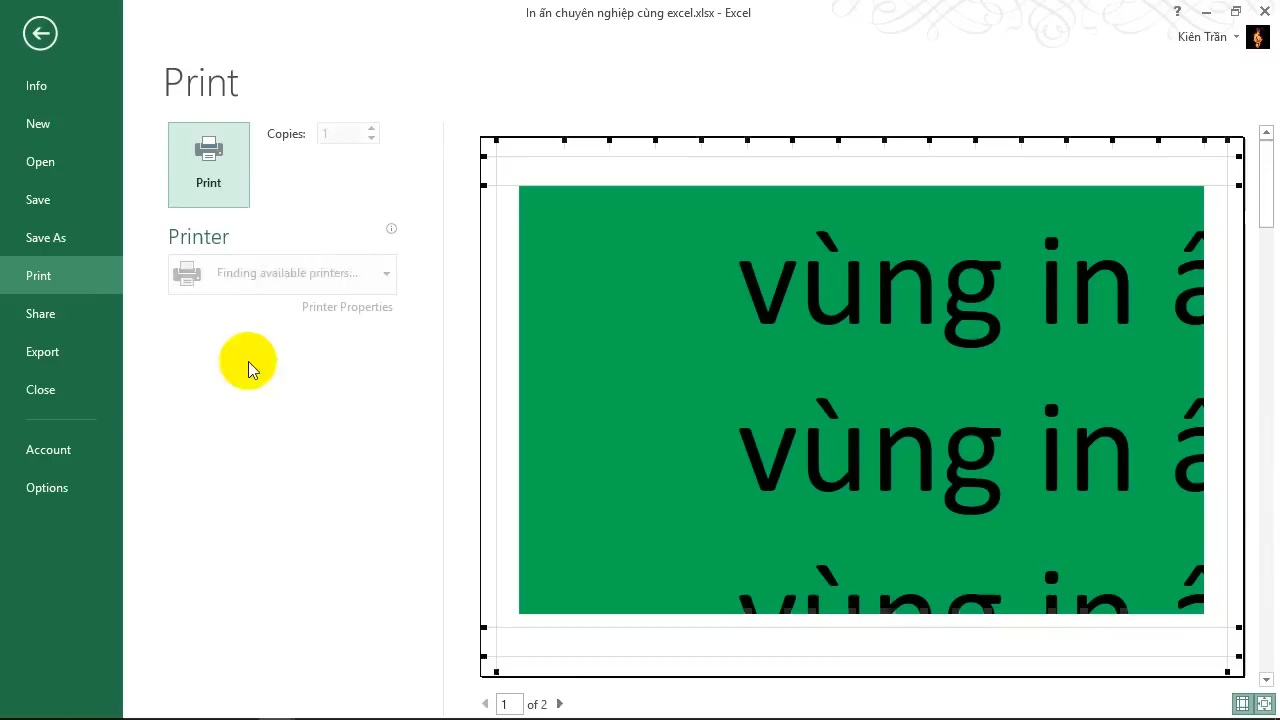 In ấn chuyên nghiệp cùng excel.xlsx - Excel
?
Kiên Trần
Info
New
Open
Save
Save As
Print
Share
Export
Close
Account
Options
Print
Print
Copies: 1
Printer
Finding available printers...
Printer Properties
vùng in
vùng in
vùng in
1 of 2